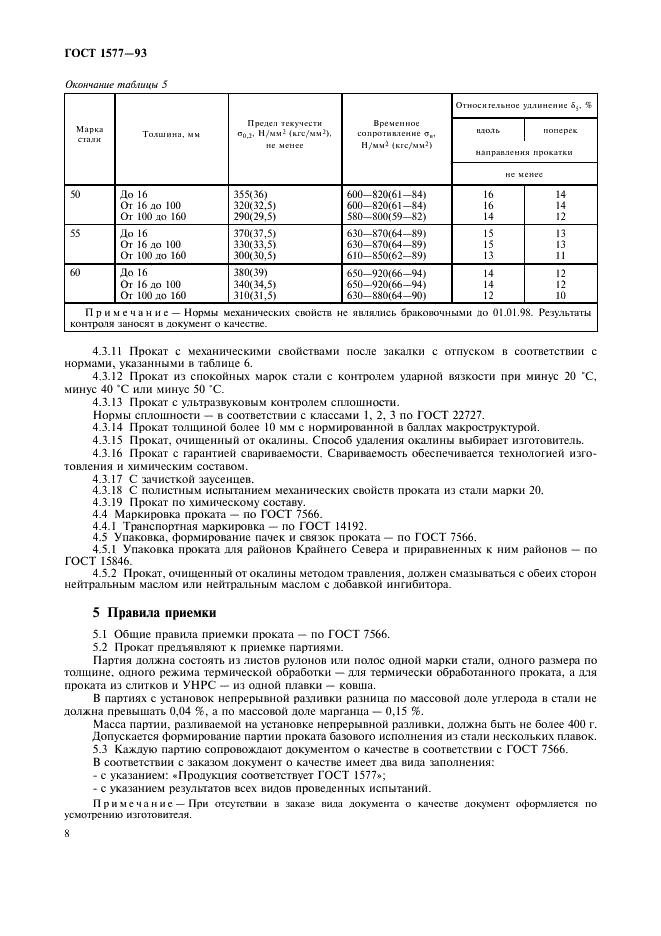 ГОСТ 1577—93
Окончание таблицы 5
Марка стали | Толшина, мм | Предел текучести σ0,2, Н/мм² (кгс/мм²), не менее | Временное сопротивление σв, Н/мм² (кгс/мм²) | Относительное удлинение δ5, %
вдоль | поперек
направления прокатки
не менее
50 | До 16 | 355(36) | 600—820(61—84) | 16 | 14
От 16 до 100 | 320(32,5) | 600—820(61—84) | 16 | 14
От 100 до 160 | 290(29,5) | 580—800(59—82) | 14 | 12
55 | До 16 | 370(37,5) | 630—870(64—89) | 15 | 13
От 16 до 100 | 330(33,5) | 630—870(64—89) | 15 | 13
От 100 до 160 | 300(30,5) | 610—850(62—89) | 13 | 11
60 | До 16 | 380(39) | 650—920(66—94) | 14 | 12
От 16 до 100 | 340(34,5) | 650—920(66—94) | 14 | 12
От 100 до 160 | 310(31,5) | 630—880(64—90) | 12 | 10
Примечание — Нормы механических свойств не являлись браковочными до 01.01.98. Результаты
контроля заносят в документ о качестве.
4.3.11 Прокат с механическими свойствами после закалки с отпуском в соответствии с
нормами, указанными в таблице 6.
4.3.12 Прокат из спокойных марок стали с контролем ударной вязкости при минус 20 °С,
минус 40 °С или минус 50 °С.
4.3.13 Прокат с ультразвуковым контролем сплошности.
Нормы сплошности — в соответствии с классами 1, 2, 3 по ГОСТ 22727.
4.3.14 Прокат толщиной более 10 мм с нормированной в баллах макроструктурой.
4.3.15 Прокат, очищенный от окалины. Способ удаления окалины выбирает изготовитель.
4.3.16 Прокат с гарантией свариваемости. Свариваемость обеспечивается технологией изго-
товления и химическим составом.
4.3.17 С зачисткой заусенцев.
4.3.18 С полистным испытанием механических свойств проката из стали марки 20.
4.3.19 Прокат по химическому составу.
4.4 Маркировка проката — по ГОСТ 7566.
4.4.1 Транспортная маркировка — по ГОСТ 14192.
4.5 Упаковка, формирование пачек и связок проката — по ГОСТ 7566.
4.5.1 Упаковка проката для районов Крайнего Севера и приравненных к ним районов — по
ГОСТ 15846.
4.5.2 Прокат, очищенный от окалины методом травления, должен смазываться с обеих сторон
нейтральным маслом или нейтральным маслом с добавкой ингибитора.
5 Правила приемки
5.1 Общие правила приемки проката — по ГОСТ 7566.
5.2 Прокат предъявляют к приемке партиями.
Партия должна состоять из листов рулонов или полос одной марки стали, одного размера по
толщине, одного режима термической обработки — для термически обработанного проката, а для
проката из слитков и УНРС — из одной плавки — ковша.
В партиях с установок непрерывной разливки разница по массовой доле углерода в стали не
должна превышать 0,04 %, а по массовой доле марганца — 0,15 %.
Масса партии, разливаемой на установке непрерывной разливки, должна быть не более 400 г.
Допускается формирование партии проката базового исполнения из стали нескольких плавок.
5.3 Каждую партию сопровождают документом о качестве в соответствии с ГОСТ 7566.
В соответствии с заказом документ о качестве имеет два вида заполнения:
- с указанием: «Продукция соответствует ГОСТ 1577»;
- с указанием результатов всех видов проведенных испытаний.
Примечание — При отсутствии в заказе вида документа о качестве документ оформляется по
усмотрению изготовителя.
8